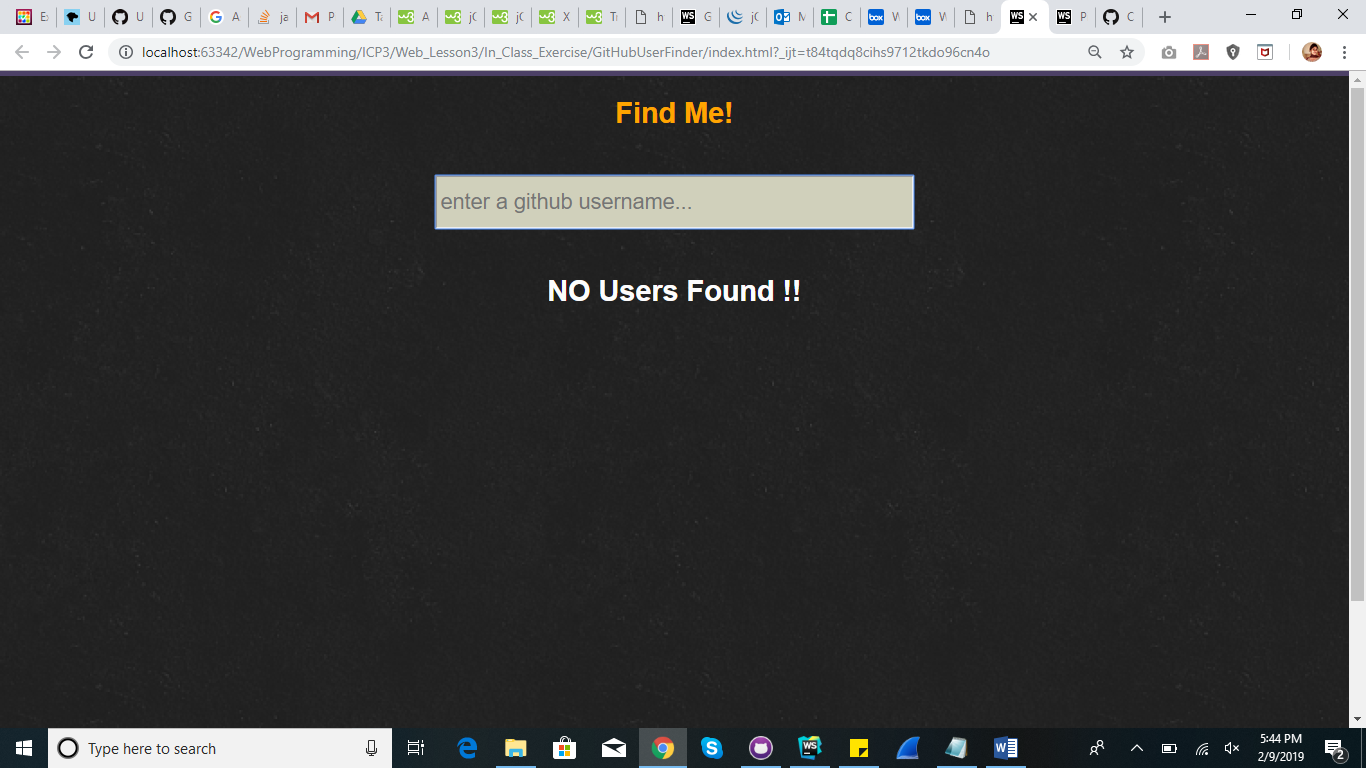 Ex U U G A ja P Ta A jC jC X Tr h G jC M C W W h P C
localhost:63342/WebProgramming/ICP3/Web_Lesson3/In_Class_Exercise/GitHubUserFinder/index.html?_ijt=t84tqdq8cihs9712tkdo96cn4o
Find Me!
enter a github username...
NO Users Found !!
Type here to search
5:44 PM
2/9/2019
2